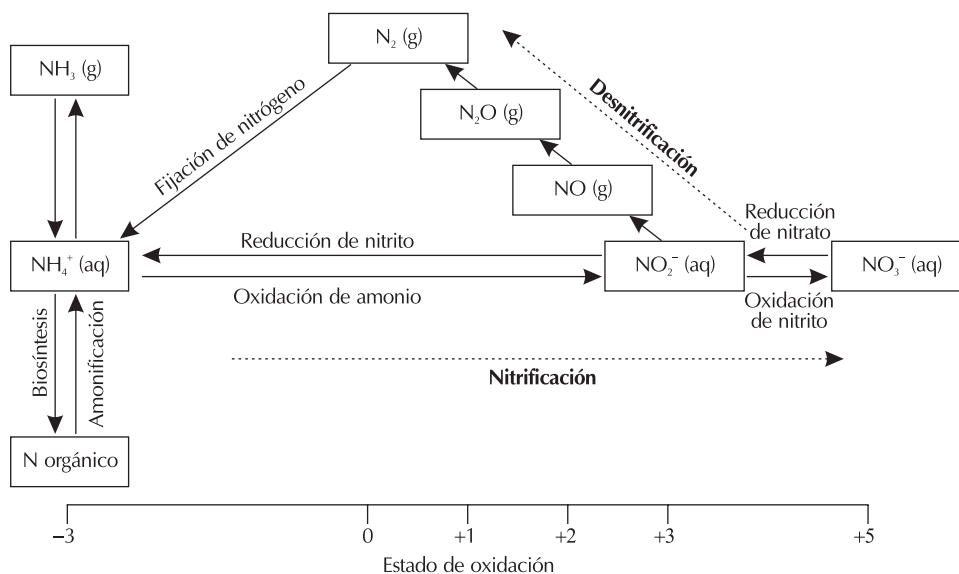 N₂ (g)
NH₃ (g)
N₂O (g)
Desnitrificación
Fijación de nitrógeno
NO (g)
Reducción
de nitrato
Reducción de nitrito
NH₄⁺ (aq)
NO₂⁻ (aq)
NO₃⁻ (aq)
Oxidación de amonio
Oxidación
de nitrito
Biosíntesis
Amonificación
Nitrificación
N orgánico
−3 0 +1 +2 +3 +5
Estado de oxidación